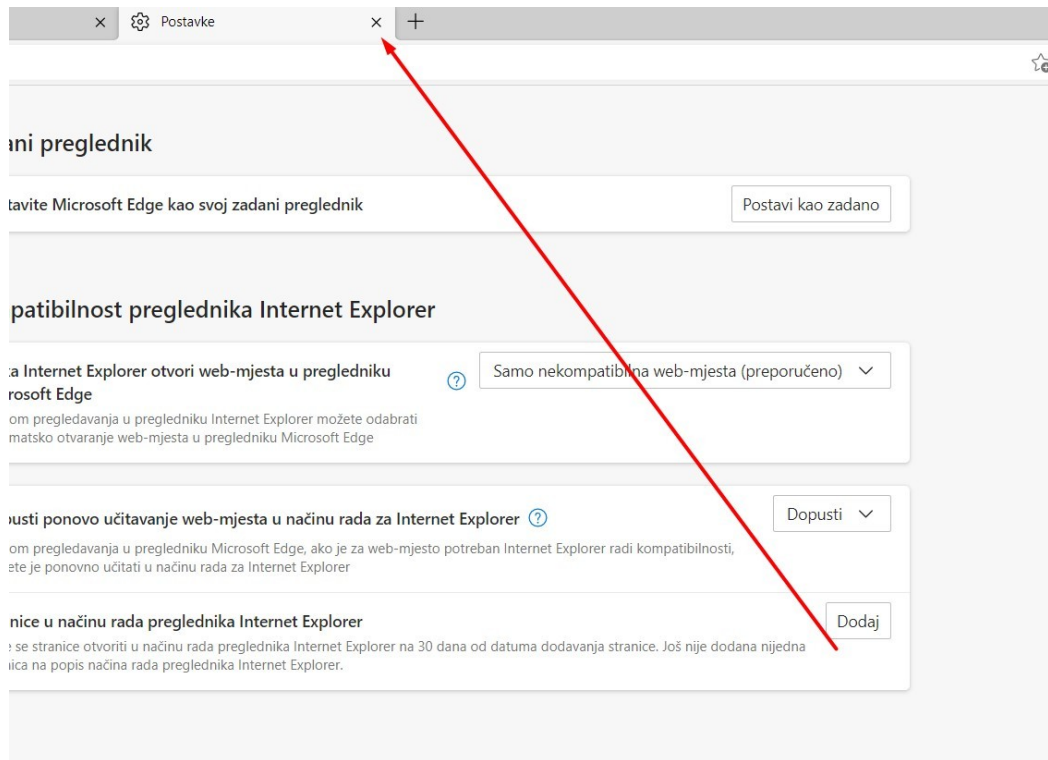 Postavke
ani preglednik
tavite Microsoft Edge kao svoj zadani preglednik
Postavi kao zadano
patibilnost preglednika Internet Explorer
a Internet Explorer otvori web-mjesta u pregledniku
rosoft Edge
Samo nekompatibilna web-mjesta (preporučeno)
om pregledavanja u pregledniku Internet Explorer možete odabrati
matsko otvaranje web-mjesta u pregledniku Microsoft Edge
usti ponovo učitavanje web-mjesta u načinu rada za Internet Explorer
Dopusti
om pregledavanja u pregledniku Microsoft Edge, ako je za web-mjesto potreban Internet Explorer radi kompatibilnosti,
ete je ponovno učitati u načinu rada za Internet Explorer
nice u načinu rada preglednika Internet Explorer
Dodaj
e se stranice otvoriti u načinu rada preglednika Internet Explorer na 30 dana od datuma dodavanja stranice. Još nije dodana nijedna
nica na popis načina rada preglednika Internet Explorer.